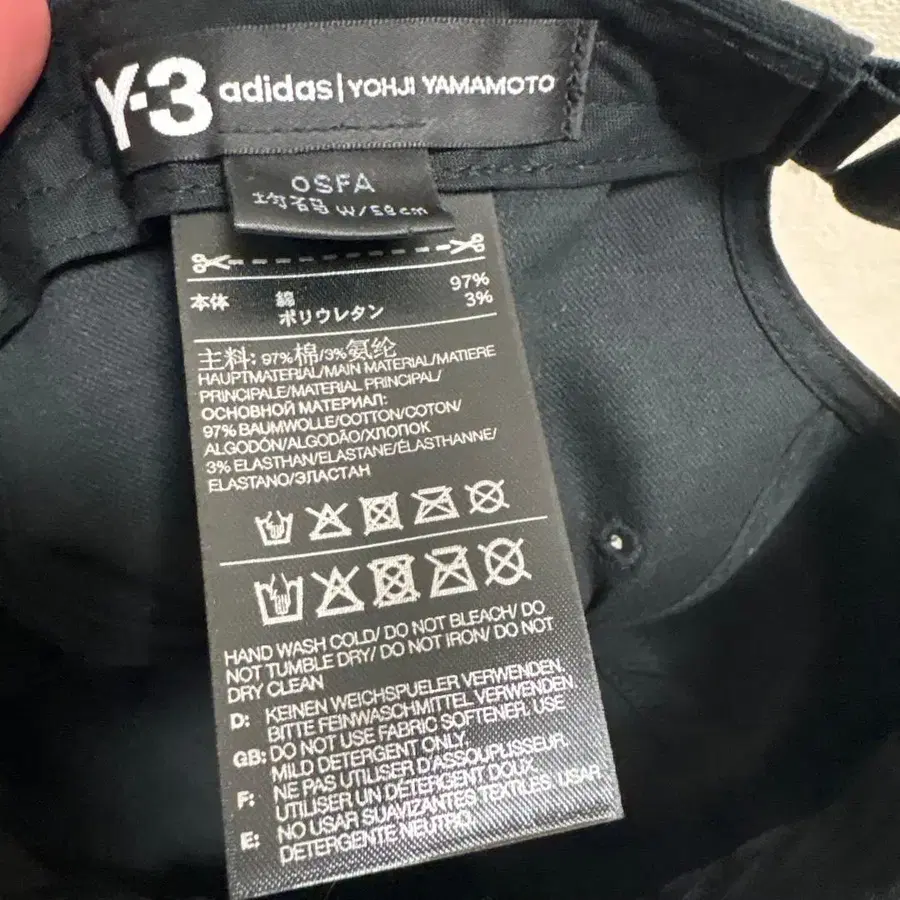 Y-3 adidas | YOHJI YAMAMOTO
OSFA
均码号 W/58cm
本体 綿 97%
ポリウレタン 3%
主料: 97%棉/3%氨纶
HAUPTMATERIAL/MAIN MATERIAL/MATIERE
PRINCIPALE/MATERIAL PRINCIPAL/
ОСНОВНОЙ МАТЕРИАЛ:
97% BAUMWOLLE/COTTON/COTON/
ALGODÓN/ALGODÃO/ХЛОПОК
3% ELASTHAN/ELASTANE/ÉLASTHANNE/
ELASTANO/ЭЛАСТАН
HAND WASH COLD/ DO NOT BLEACH/ DO
NOT TUMBLE DRY/ DO NOT IRON/ DO NOT
DRY CLEAN
D: KEINEN WEICHSPUELER VERWENDEN.
BITTE FEINWASCHMITTEL VERWENDEN
GB: DO NOT USE FABRIC SOFTENER. USE
MILD DETERGENT ONLY.
F: NE PAS UTILISER D'ASSOUPLISSEUR.
UTILISER UN DÉTERGENT DOUX.
E: NO USAR SUAVIZANTES TEXTILES. USAR
DETERGENTE NEUTRO.